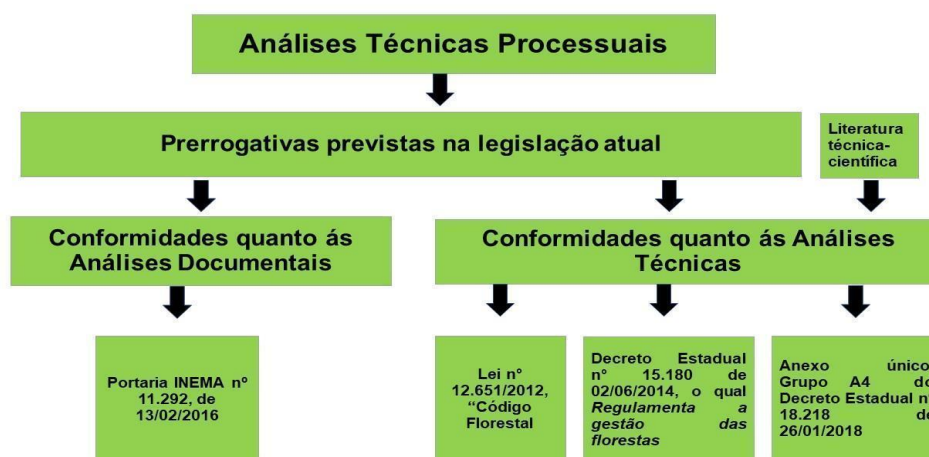 Análises Técnicas Processuais
Prerrogativas previstas na legislação atual
Literatura
técnica-
científica
Conformidades quanto ás
Análises Documentais
Conformidades quanto ás Análises
Técnicas
Portaria INEMA nº
11.292, de
13/02/2016
Lei n°
12.651/2012,
“Código
Florestal
Decreto Estadual
n° 15.180 de
02/06/2014, o qual
Regulamenta a
gestão das
florestas
Anexo único,
Grupo A4 do
Decreto Estadual n°
18.218 de
26/01/2018